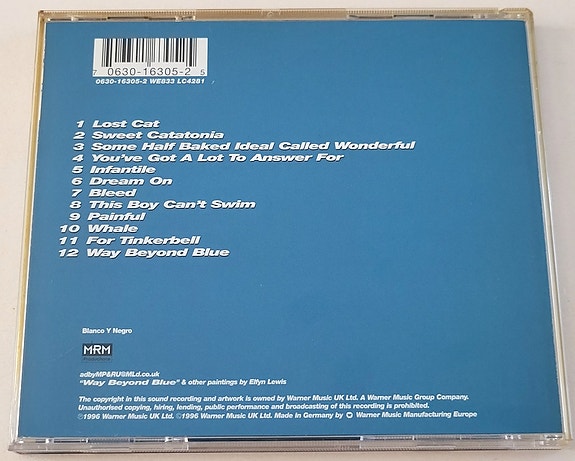 7 0630-16305-2 5
0630-16305-2 WE833 LC4281
1 Lost Cat
2 Sweet Catatonia
3 Some Half Baked Ideal Called Wonderful
4 You've Got A Lot To Answer For
5 Infantile
6 Dream On
7 Bleed
8 This Boy Can't Swim
9 Painful
10 Whale
11 For Tinkerbell
12 Way Beyond Blue
Blanco Y Negro
MRM
Productions
adbyMP&RU@MLd.co.uk
"Way Beyond Blue" & other paintings by Elfyn Lewis
The copyright in this sound recording and artwork is owned by Warner Music UK Ltd. A Warner Music Group Company.
Unauthorised copying, hiring, lending, public performance and broadcasting of this recording is prohibited.
℗1996 Warner Music UK Ltd. ©1996 Warner Music UK Ltd. Made in Germany by Warner Music Manufacturing Europe